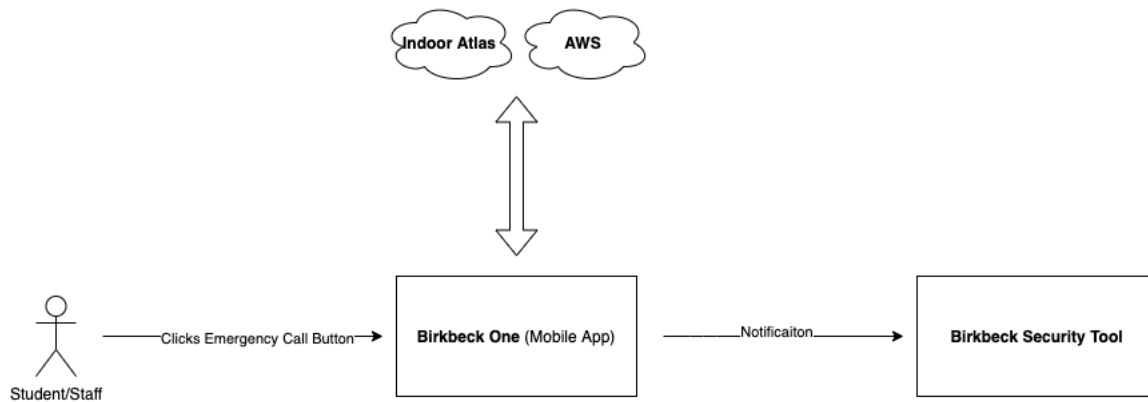 Indoor Atlas
AWS
Clicks Emergency Call Button
Birkbeck One (Mobile App)
Notificaiton
Birkbeck Security Tool
Student/Staff